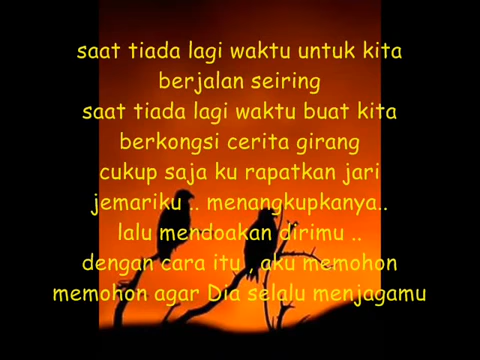 saat tiada lagi waktu untuk kita
berjalan seiring
saat tiada lagi waktu buat kita
berkongsi cerita girang
cukup saja ku rapatkan jari
jemariku .. menangkupkanya..
lalu mendoakan dirimu ..
dengan cara itu , aku memohon
memohon agar Dia selalu menjagamu